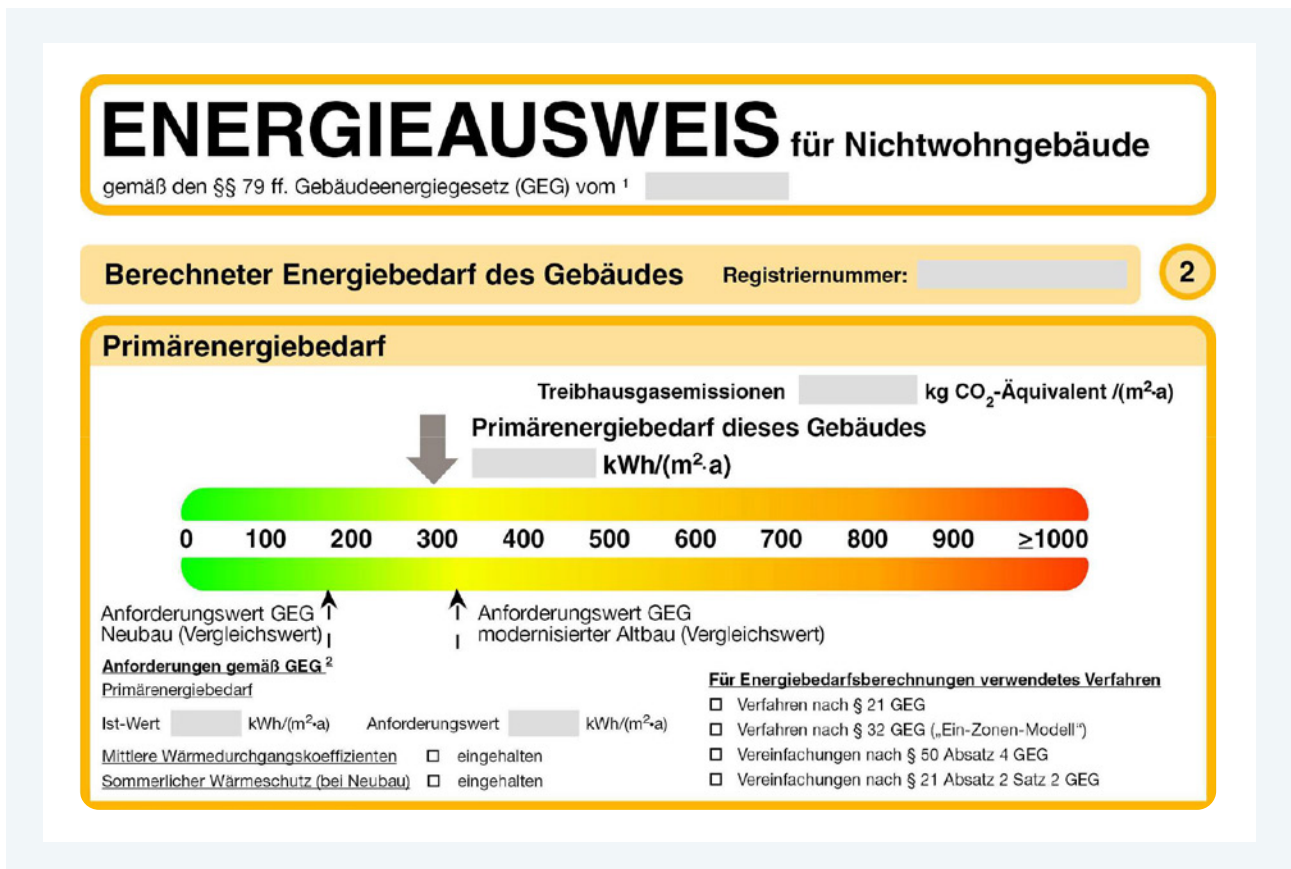 ENERGIEAUSWEIS für Nichtwohngebäude
gemäß den §§ 79 ff. Gebäudeenergiegesetz (GEG) vom ¹
Berechneter Energiebedarf des Gebäudes Registriernummer: 2
Primärenergiebedarf
Treibhausgasemissionen kg CO₂-Äquivalent /(m²·a)
Primärenergiebedarf dieses Gebäudes
kWh/(m²·a)
0 100 200 300 400 500 600 700 800 900 ≥1000
Anforderungswert GEG
Neubau (Vergleichswert)
Anforderungswert GEG
modernisierter Altbau (Vergleichswert)
Anforderungen gemäß GEG ²
Primärenergiebedarf
Ist-Wert kWh/(m²·a) Anforderungswert kWh/(m²·a)
Mittlere Wärmedurchgangskoeffizienten □ eingehalten
Sommerlicher Wärmeschutz (bei Neubau) □ eingehalten
Für Energiebedarfsberechnungen verwendetes Verfahren
□ Verfahren nach § 21 GEG
□ Verfahren nach § 32 GEG („Ein-Zonen-Modell“)
□ Vereinfachungen nach § 50 Absatz 4 GEG
□ Vereinfachungen nach § 21 Absatz 2 Satz 2 GEG